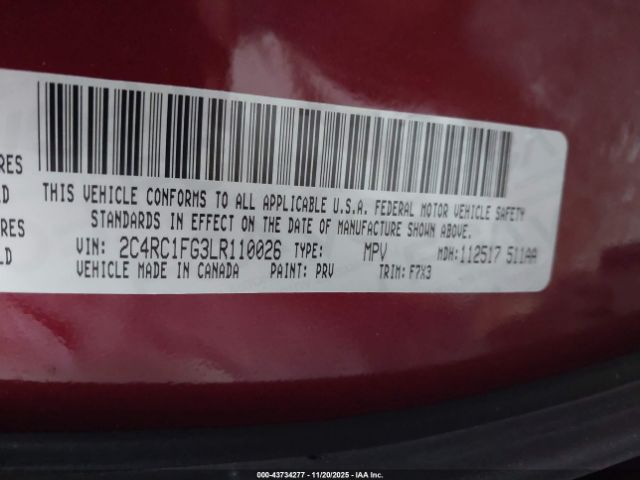 RES
LD
RES
LD
THIS VEHICLE CONFORMS TO ALL APPLICABLE U.S.A. FEDERAL MOTOR VEHICLE SAFETY
STANDARDS IN EFFECT ON THE DATE OF MANUFACTURE SHOWN ABOVE.
VIN: 2C4RC1FG3LR110026 TYPE: MPV MDH:112517 511AA
VEHICLE MADE IN CANADA PAINT: PRV TRIM: F7X3
000-43734277 - 11/20/2025 - IAA Inc.